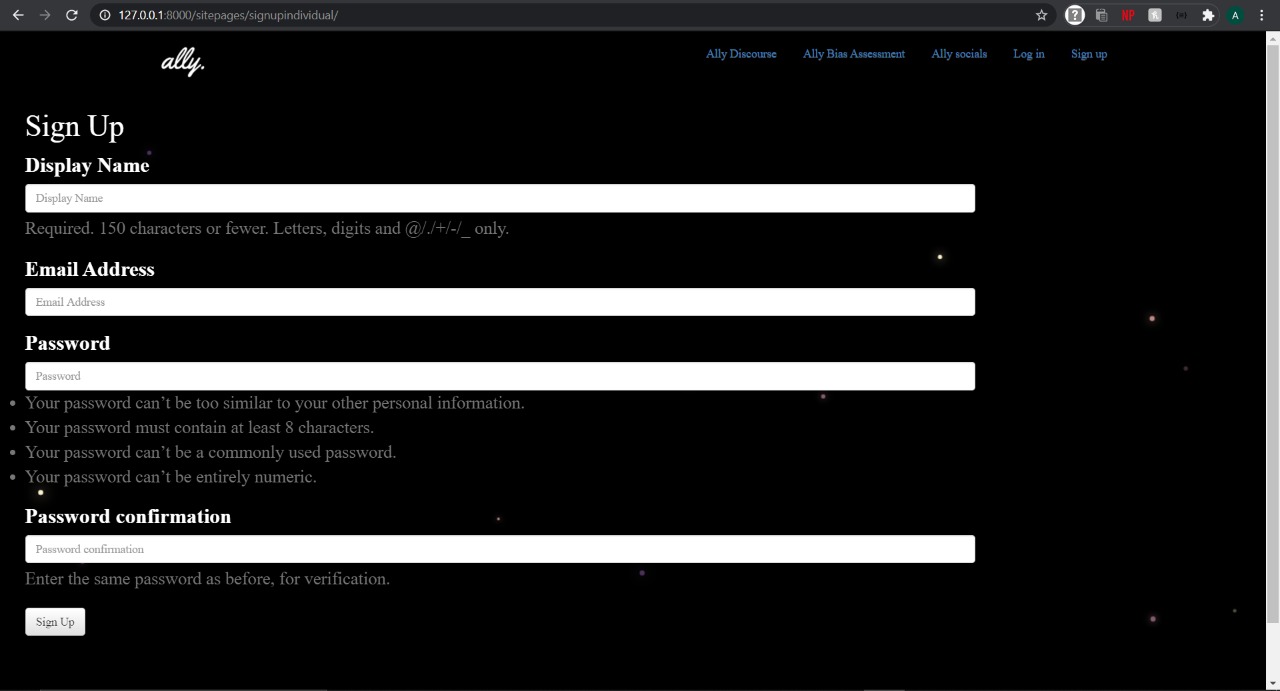 127.0.0.1:8000/sitepages/signupindividual/
? NP A
ally. Ally Discourse Ally Bias Assessment Ally socials Log in Sign up
Sign Up
Display Name
Display Name
Required. 150 characters or fewer. Letters, digits and @/./+/-/_ only.
Email Address
Email Address
Password
Password
Your password can’t be too similar to your other personal information.
Your password must contain at least 8 characters.
Your password can’t be a commonly used password.
Your password can’t be entirely numeric.
Password confirmation
Password confirmation
Enter the same password as before, for verification.
Sign Up